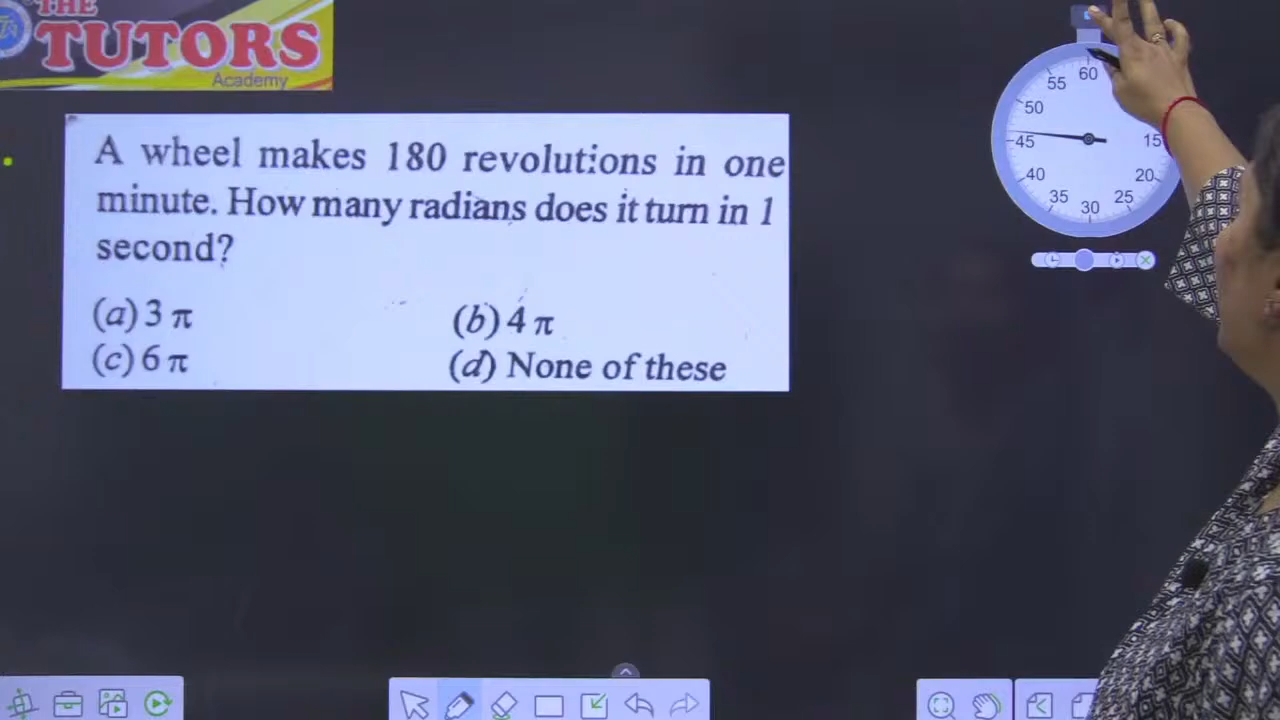 THE
TUTORS
Academy
A wheel makes 180 revolutions in one
minute. How many radians does it turn in 1
second?
(a) 3 π
(b) 4 π
(c) 6 π
(d) None of these
60
55
50
45
40
35
30
25
20
15